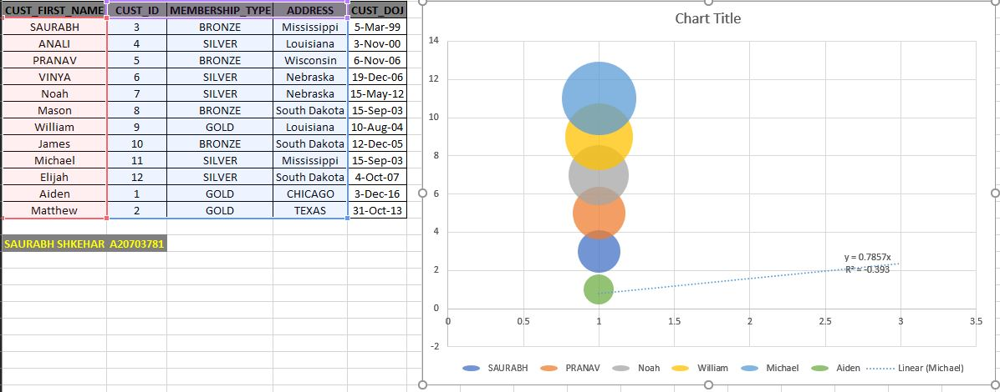 CUST_FIRST_NAME CUST_ID MEMBERSHIP_TYPE ADDRESS CUST_DOJ
SAURABH 3 BRONZE Mississippi 5-Mar-99
ANALI 4 SILVER Louisiana 3-Nov-00
PRANAV 5 BRONZE Wisconsin 6-Nov-06
VINYA 6 SILVER Nebraska 19-Dec-06
Noah 7 SILVER Nebraska 15-May-12
Mason 8 BRONZE South Dakota 15-Sep-03
William 9 GOLD Louisiana 10-Aug-04
James 10 BRONZE South Dakota 12-Dec-05
Michael 11 SILVER Mississippi 15-Sep-03
Elijah 12 SILVER South Dakota 4-Oct-07
Aiden 1 GOLD CHICAGO 3-Dec-16
Matthew 2 GOLD TEXAS 31-Oct-13
SAURABH SHKEHAR A20703781
Chart Title
14
12
10
8
6
4
2
0
-2
y = 0.7857x
R² = -0.393
0 0.5 1 1.5 2 2.5 3 3.5
SAURABH PRANAV Noah William Michael Aiden Linear (Michael)